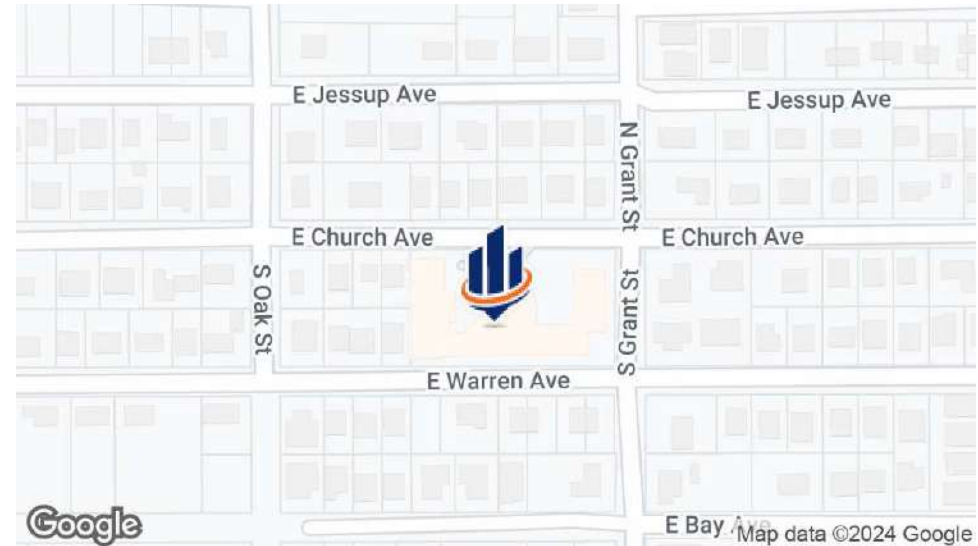 E Jessup Ave
E Jessup Ave
N Grant St
E Church Ave
E Church Ave
S Oak St
S Grant St
E Warren Ave
E Bay Ave
Google
Map data ©2024 Google